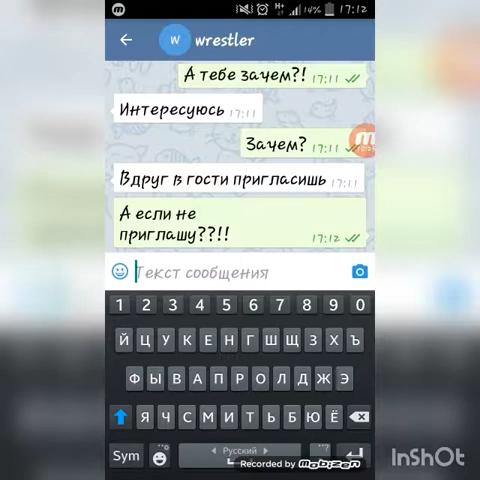 14% 17:12
w wrestler
А тебе зачем?! 17:11
Интересуюсь 17:11
Зачем? 17:11
Вдруг в гости пригласишь 17:11
А если не
приглашу??!! 17:12
Текст сообщения
1 2 3 4 5 6 7 8 9 0
Й Ц У К Е Н Г Ш Щ З Х Ъ
Ф Ы В А П Р О Л Д Ж Э
Я Ч С М И Т Ь Б Ю Ё
Sym Русский
Recorded by mobizen
InShOt